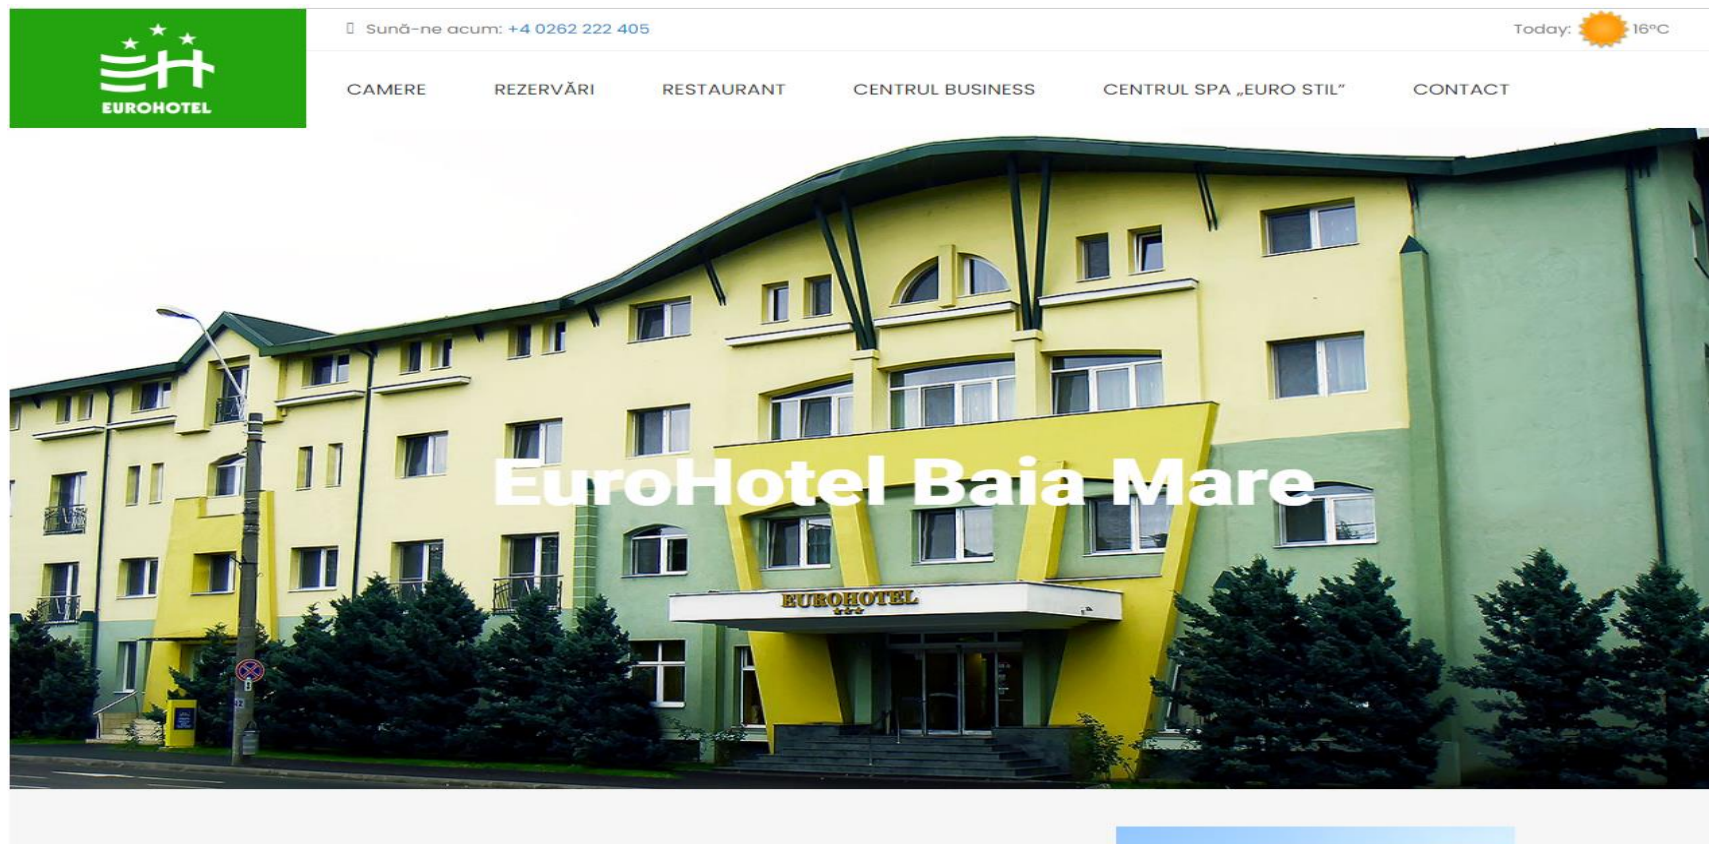 EUROHOTEL
Sună-ne acum: +4 0262 222 405
Today: 16°C
CAMERE REZERVĂRI RESTAURANT CENTRUL BUSINESS CENTRUL SPA „EURO STIL” CONTACT
EuroHotel Baia Mare
EUROHOTEL